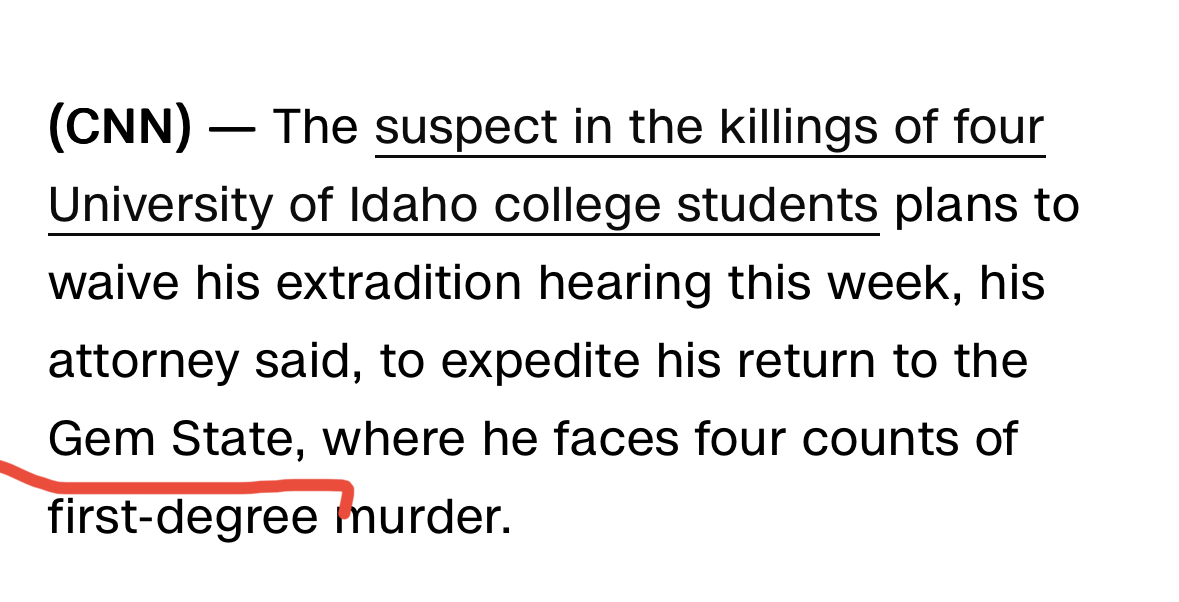 (CNN) — The suspect in the killings of four
University of Idaho college students plans to
waive his extradition hearing this week, his
attorney said, to expedite his return to the
Gem State, where he faces four counts of
first-degree murder.